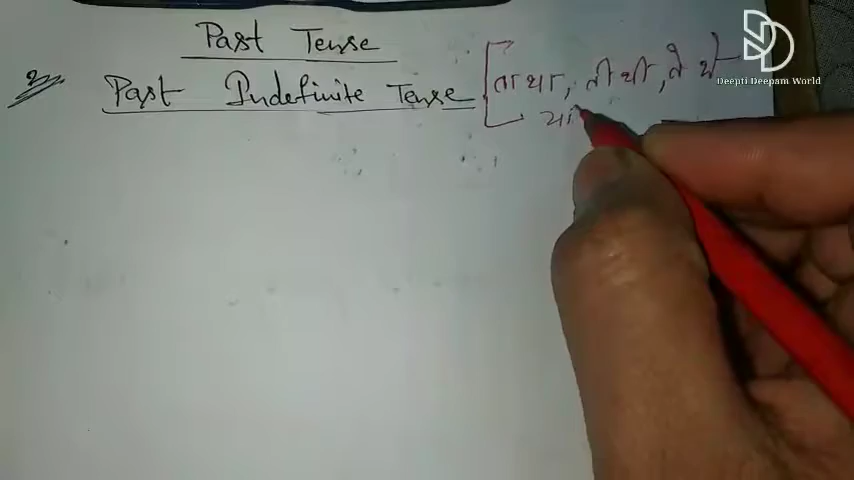 Past Tense
Past Indefinite Tense [ ता था, ती थी, ते थे
या
Deepti Deepam World